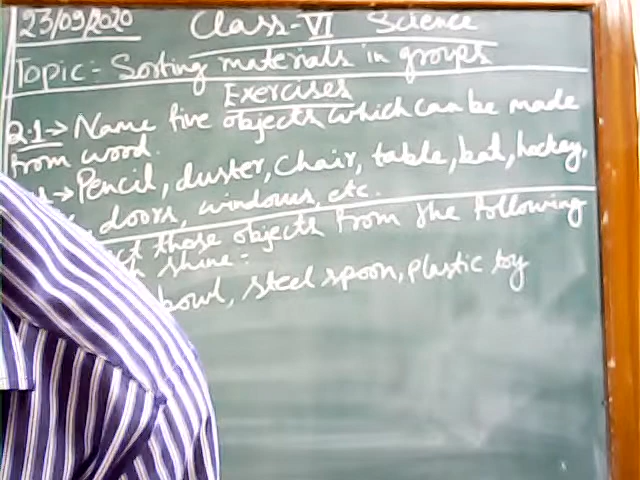 23/09/2020 Class-VI Science
Topic:- Sorting materials in groups
Exercises
Q.1→ Name five objects which can be made
from wood.
→ Pencil, duster, Chair, table, bat, hockey,
doors, windows, etc.
those objects from the following
shine:-
bowl, steel spoon, plastic toy